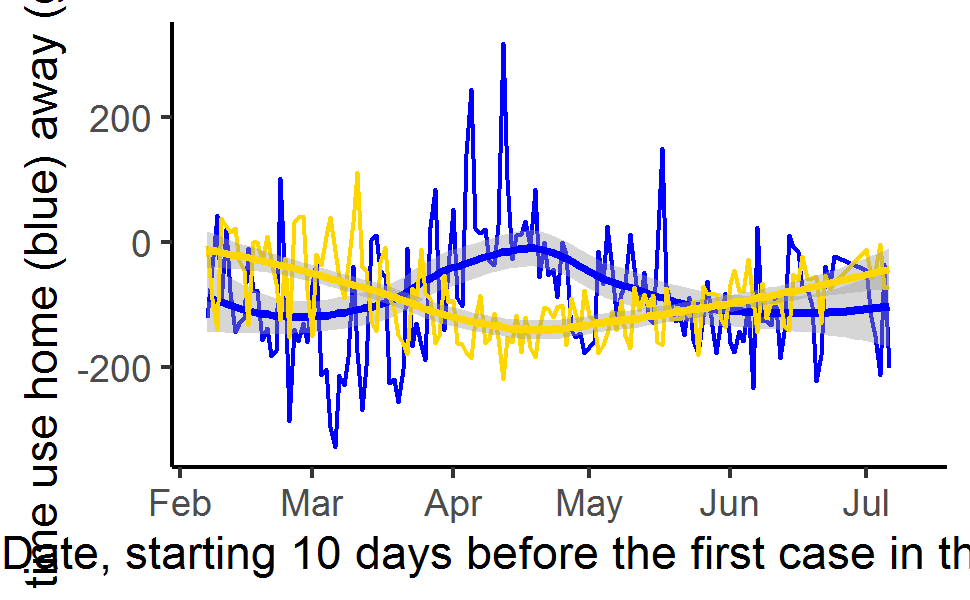 time use home (blue) away (
200
0
-200
Feb Mar Apr May Jun Jul
Date, starting 10 days before the first case in th